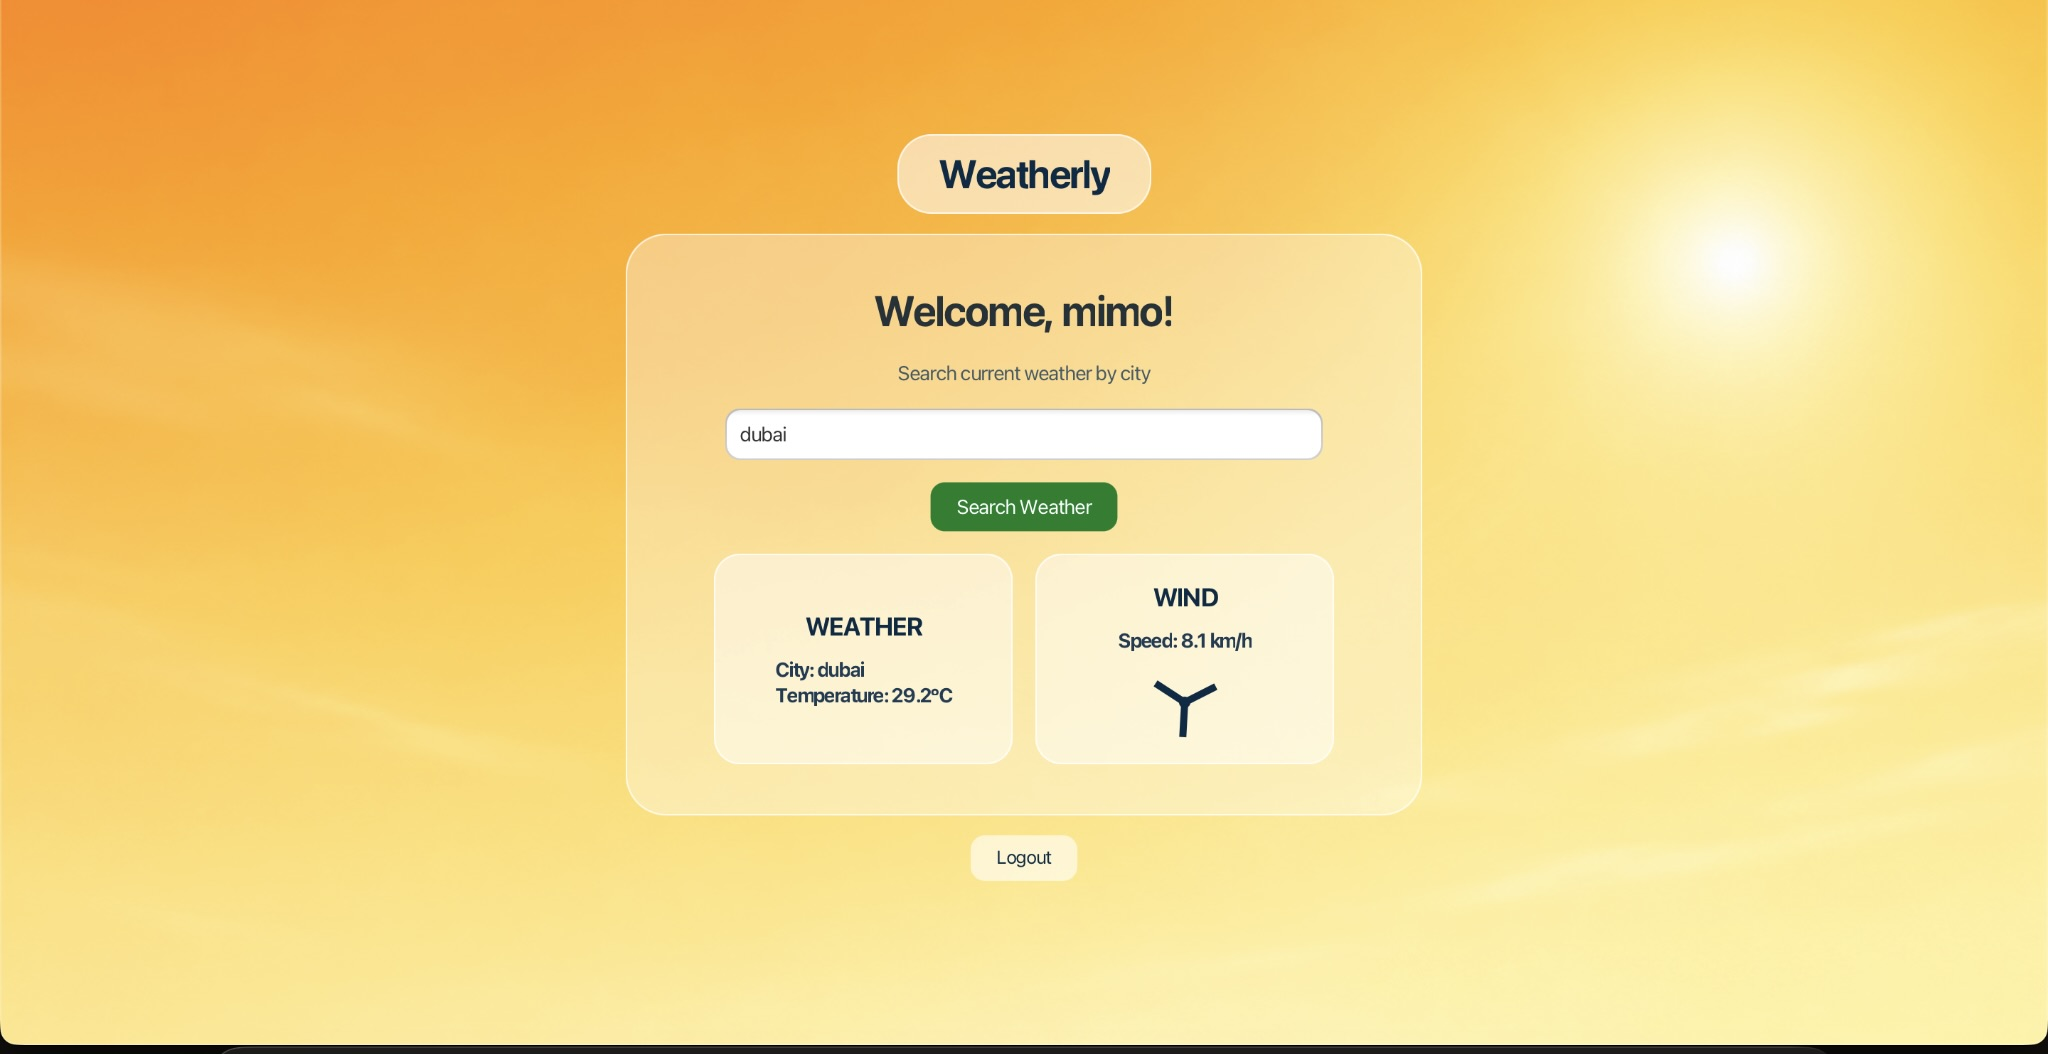 Weatherly
Welcome, mimo!
Search current weather by city
dubai
Search Weather
WEATHER
City: dubai
Temperature: 29.2°C
WIND
Speed: 8.1 km/h
Logout